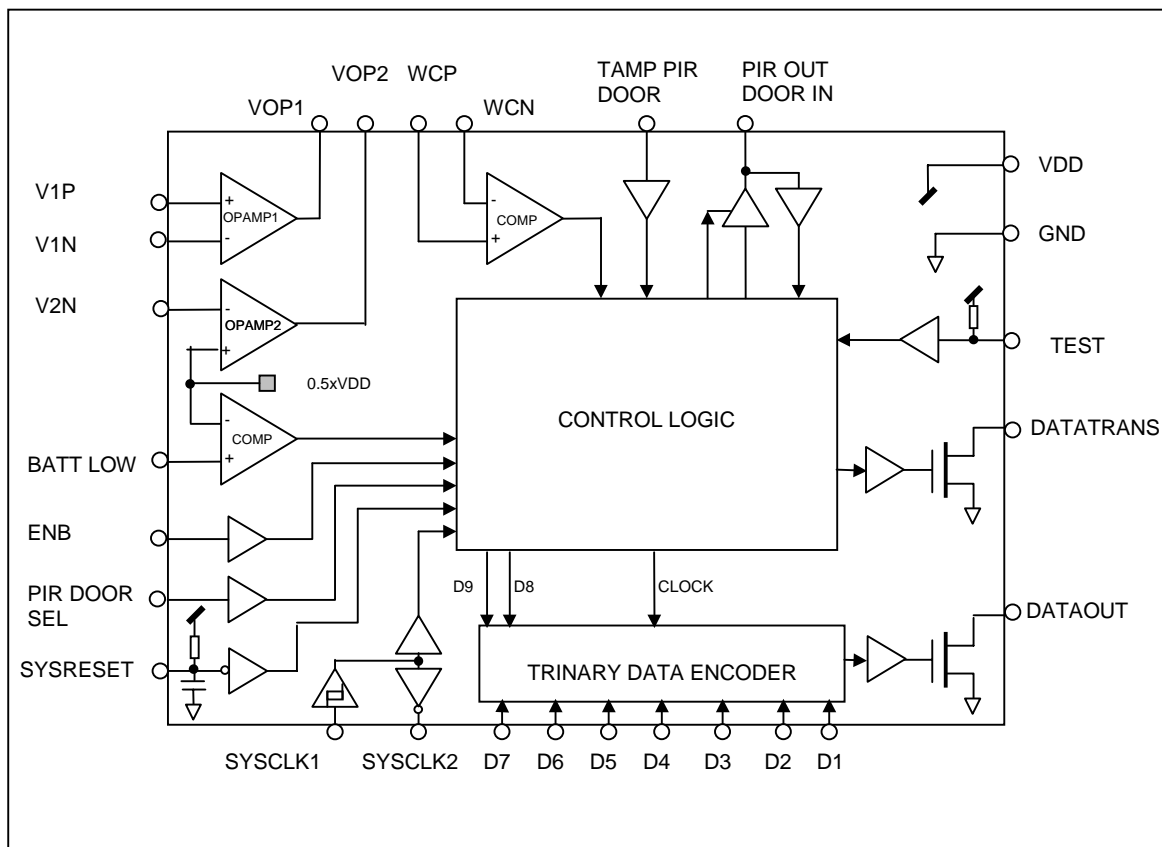 VOP2 WCP
TAMP PIR
DOOR
PIR OUT
DOOR IN
VOP1
WCN
V1P
+
OPAMP1
-
V1N
-
COMP
+
VDD
GND
V2N
-
OPAMP2
+
0.5xVDD
TEST
-
COMP
+
BATT LOW
CONTROL LOGIC
DATATRANS
ENB
PIR DOOR
SEL
D9
D8
CLOCK
DATAOUT
SYSRESET
TRINARY DATA ENCODER
SYSCLK1
SYSCLK2
D7
D6
D5
D4
D3
D2
D1